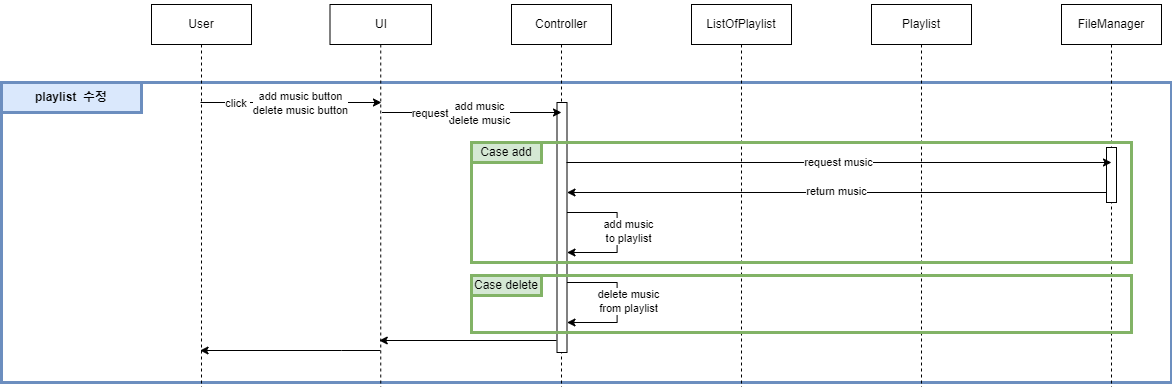 User
UI
Controller
ListOfPlaylist
Playlist
FileManager
playlist 수정
click
add music button
delete music button
request
add music
delete music
Case add
request music
return music
add music
to playlist
Case delete
delete music
from playlist